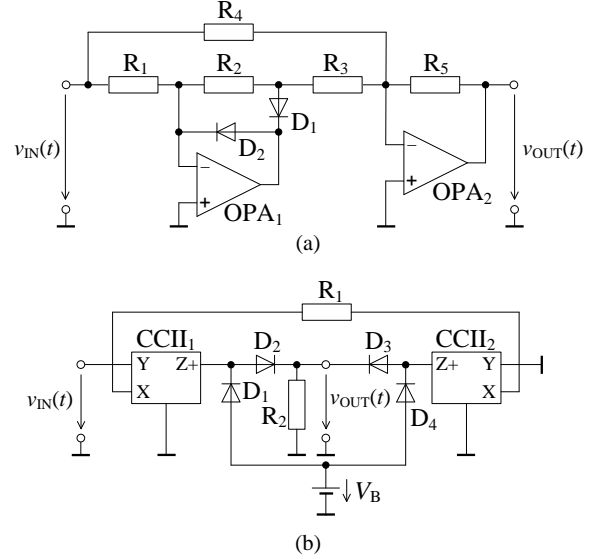 R4
R1 R2 R3 R5
D1
D2
vIN(t) − − vOUT(t)
+ OPA1 + OPA2
(a)
R1
CCII1 D2 D3 CCII2
Y Z+ Z+ Y
X D1 X
vIN(t) R2 vOUT(t) D4
VB
(b)